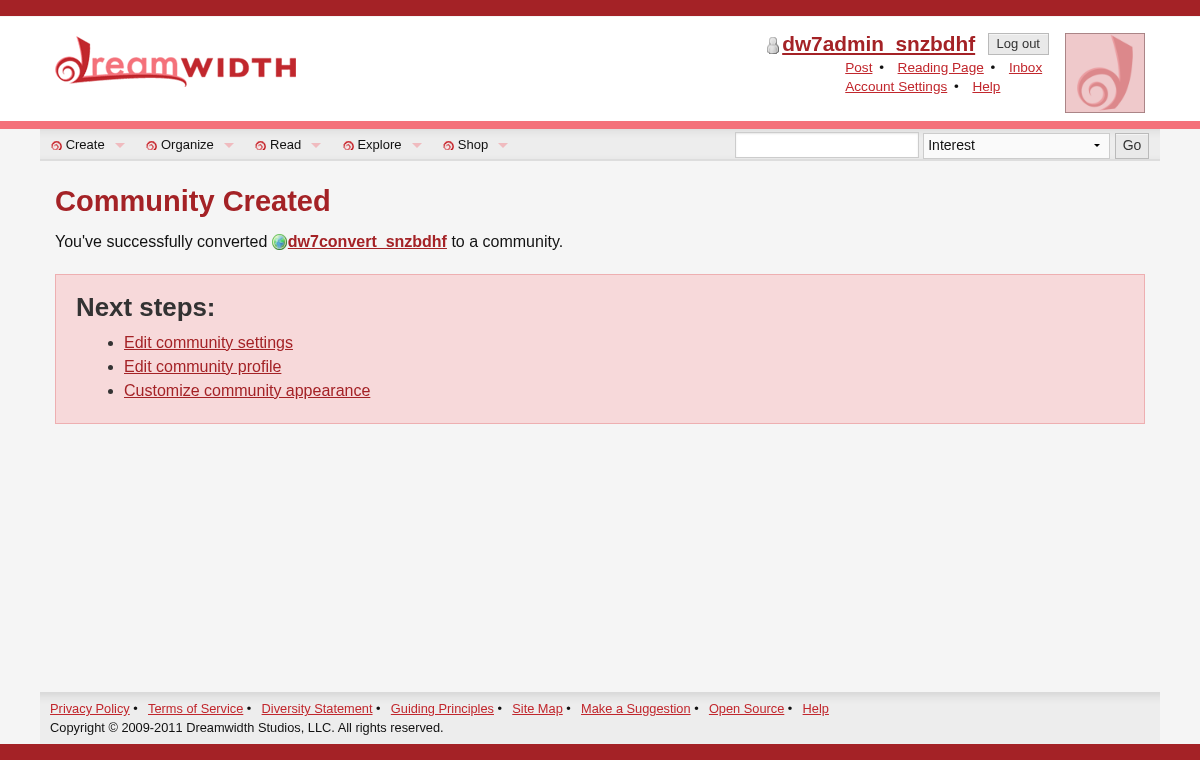 dreamWIDTH
dw7admin_snzbdhf Log out
Post • Reading Page • Inbox
Account Settings • Help
Create Organize Read Explore Shop Interest Go
Community Created
You've successfully converted dw7convert_snzbdhf to a community.
Next steps:
• Edit community settings
• Edit community profile
• Customize community appearance
Privacy Policy • Terms of Service • Diversity Statement • Guiding Principles • Site Map • Make a Suggestion • Open Source • Help
Copyright © 2009-2011 Dreamwidth Studios, LLC. All rights reserved.